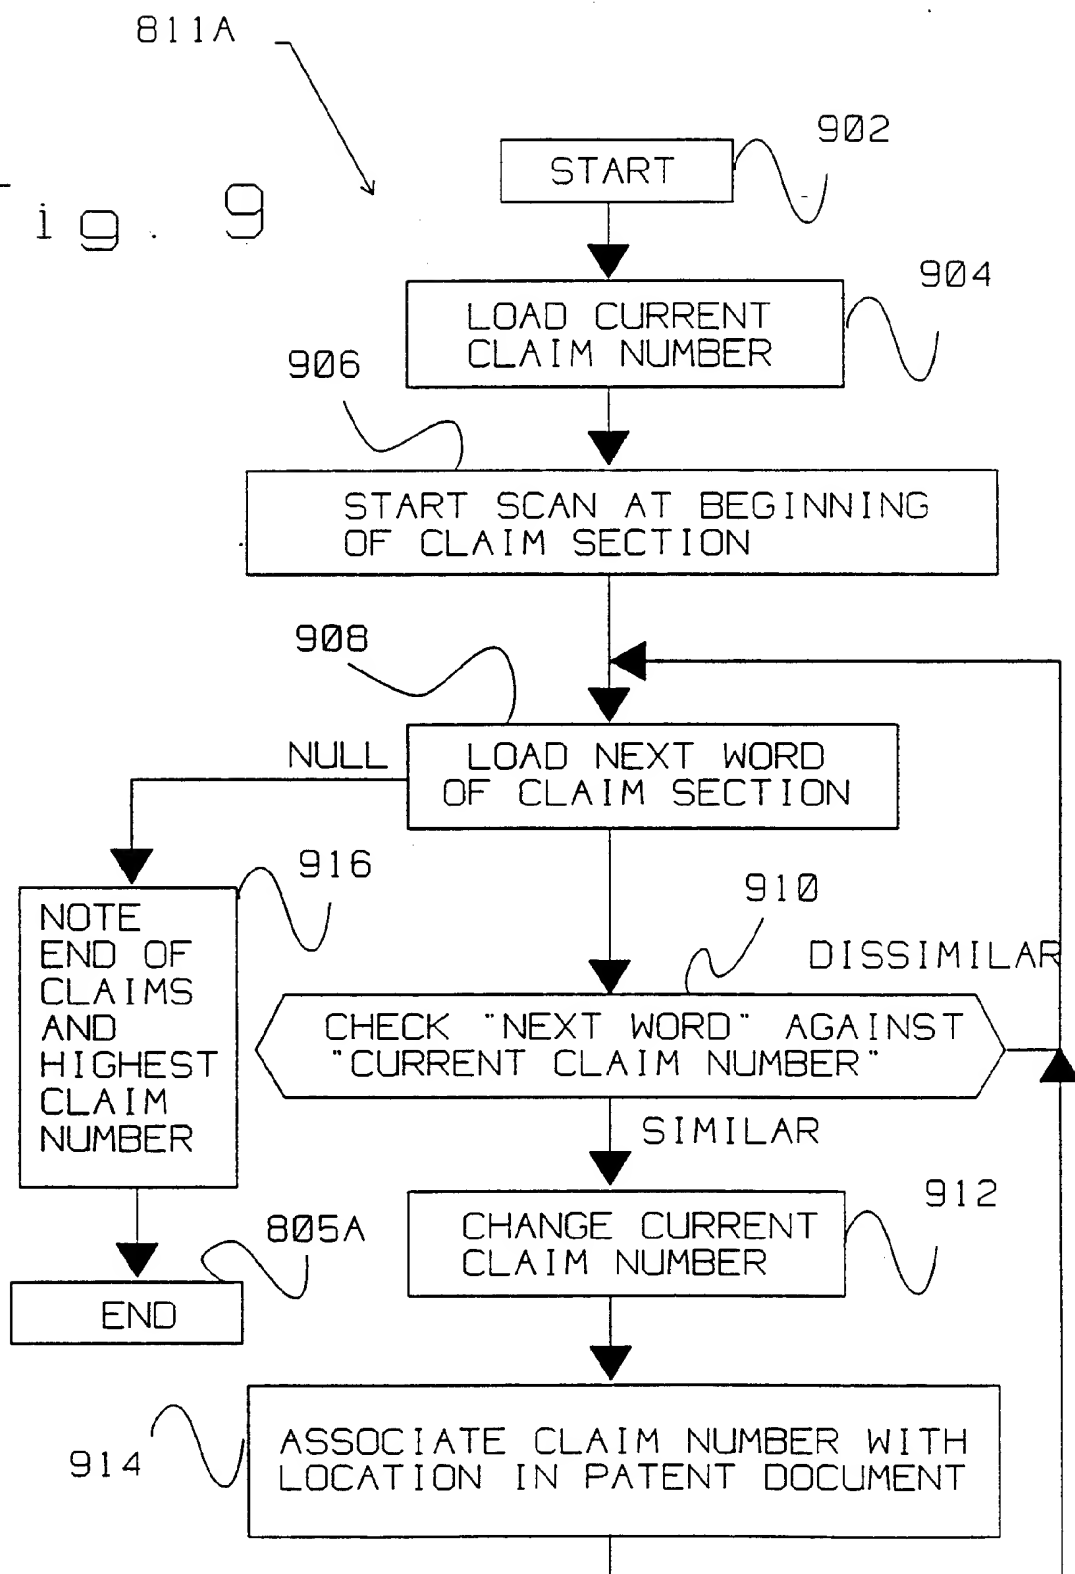 811A
902
START
ig. 9
904
LOAD CURRENT
CLAIM NUMBER
906
START SCAN AT BEGINNING
OF CLAIM SECTION
908
NULL
LOAD NEXT WORD
OF CLAIM SECTION
916
NOTE
END OF
CLAIMS
AND
HIGHEST
CLAIM
NUMBER
910
DISSIMILAR
CHECK "NEXT WORD" AGAINST
"CURRENT CLAIM NUMBER"
SIMILAR
912
CHANGE CURRENT
CLAIM NUMBER
805A
END
914
ASSOCIATE CLAIM NUMBER WITH
LOCATION IN PATENT DOCUMENT